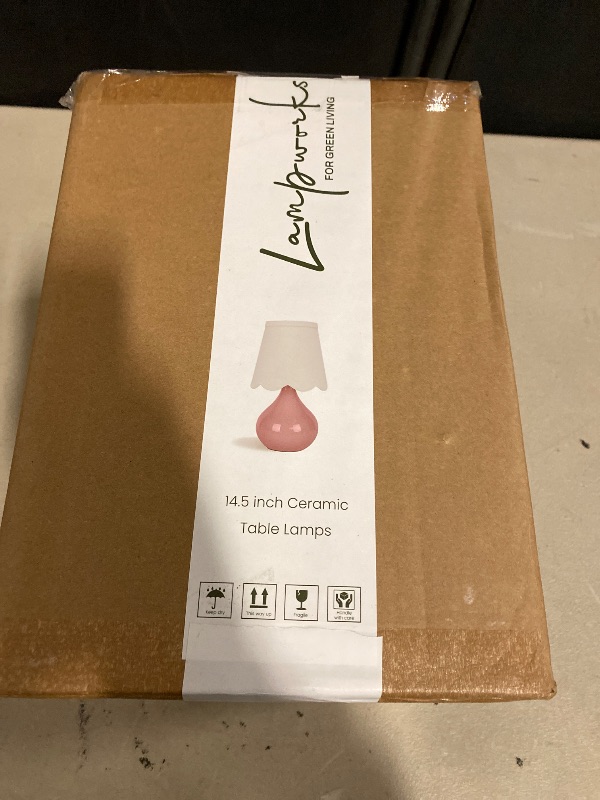 Lampworks
FOR GREEN LIVING
14.5 inch Ceramic
Table Lamps
Keep dry
This way up
Fragile
Handle
with care